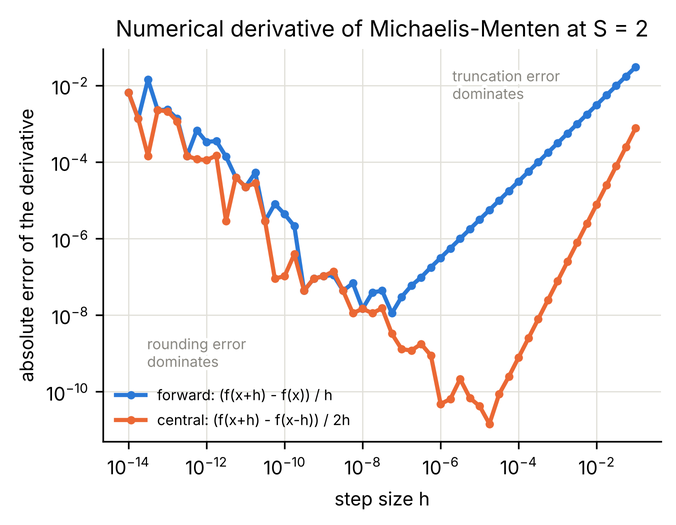 Numerical derivative of Michaelis-Menten at S = 2
absolute error of the derivative
10⁻²
10⁻⁴
10⁻⁶
10⁻⁸
10⁻¹⁰
truncation error
dominates
rounding error
dominates
forward: (f(x+h) - f(x)) / h
central: (f(x+h) - f(x-h)) / 2h
10⁻¹⁴ 10⁻¹² 10⁻¹⁰ 10⁻⁸ 10⁻⁶ 10⁻⁴ 10⁻²
step size h